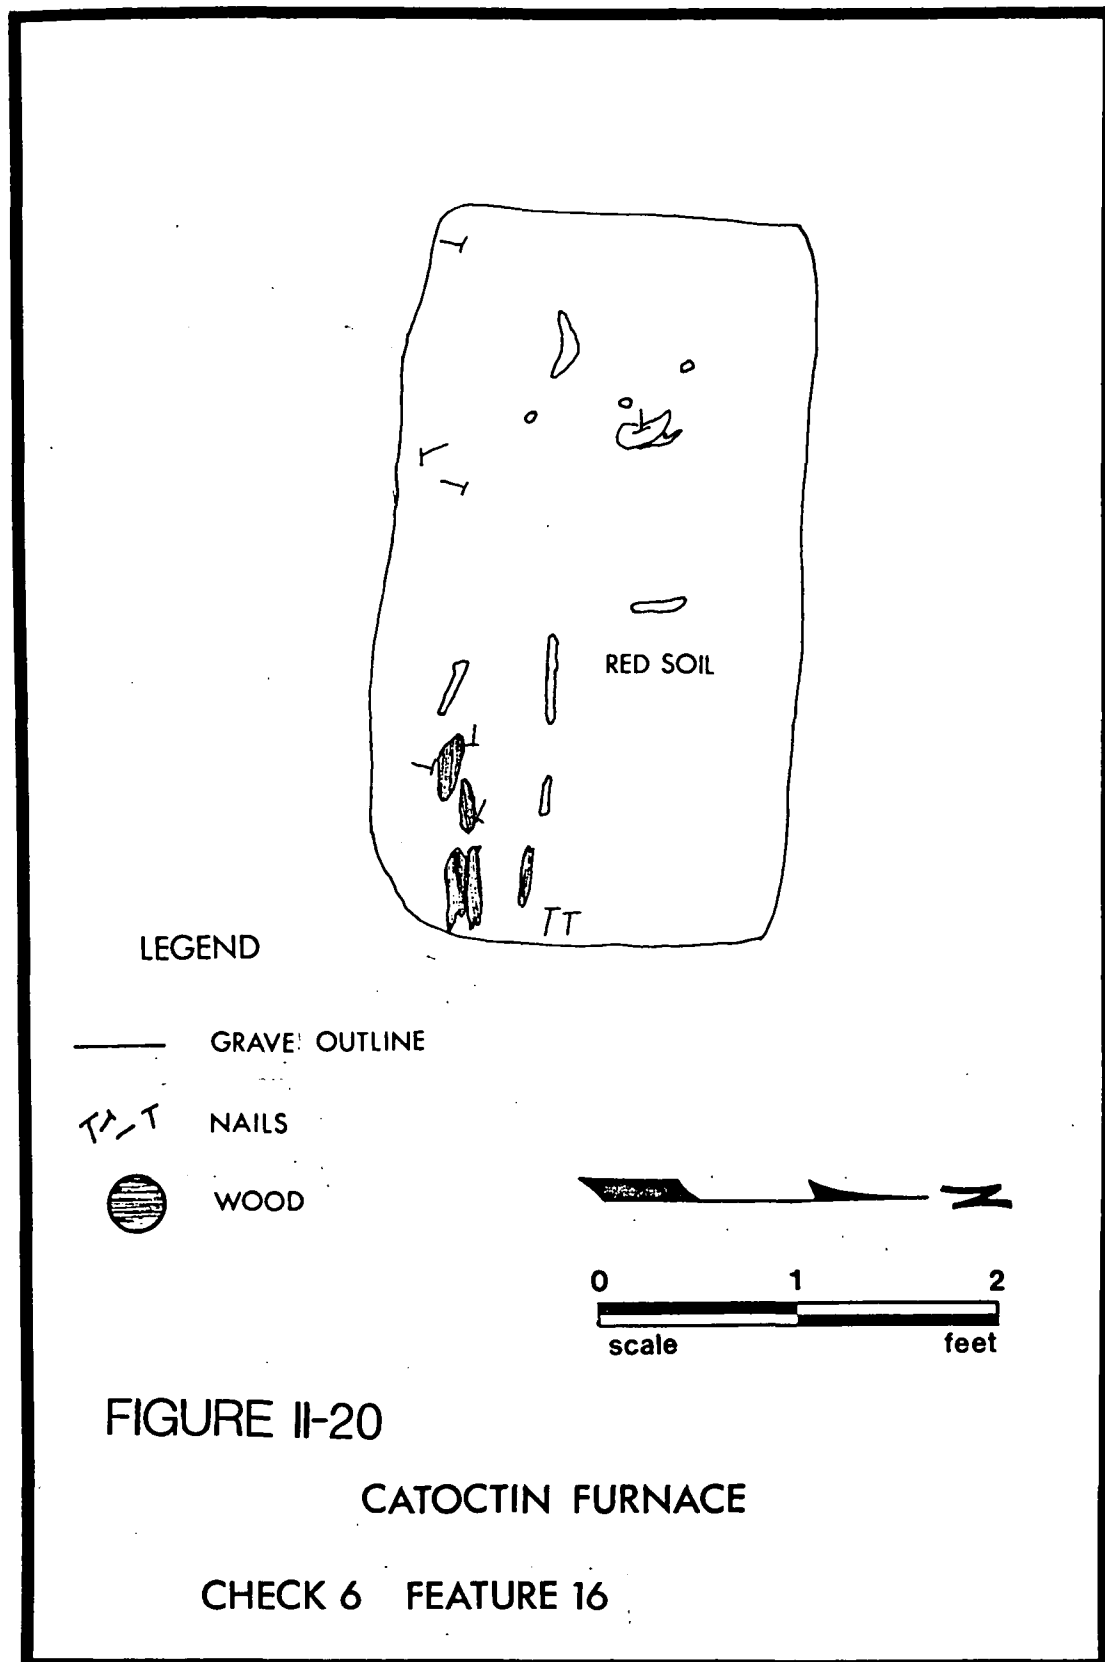 RED SOIL
LEGEND
GRAVE OUTLINE
NAILS
WOOD
N
0 1 2
scale feet
FIGURE II-20
CATOCTIN FURNACE
CHECK 6 FEATURE 16